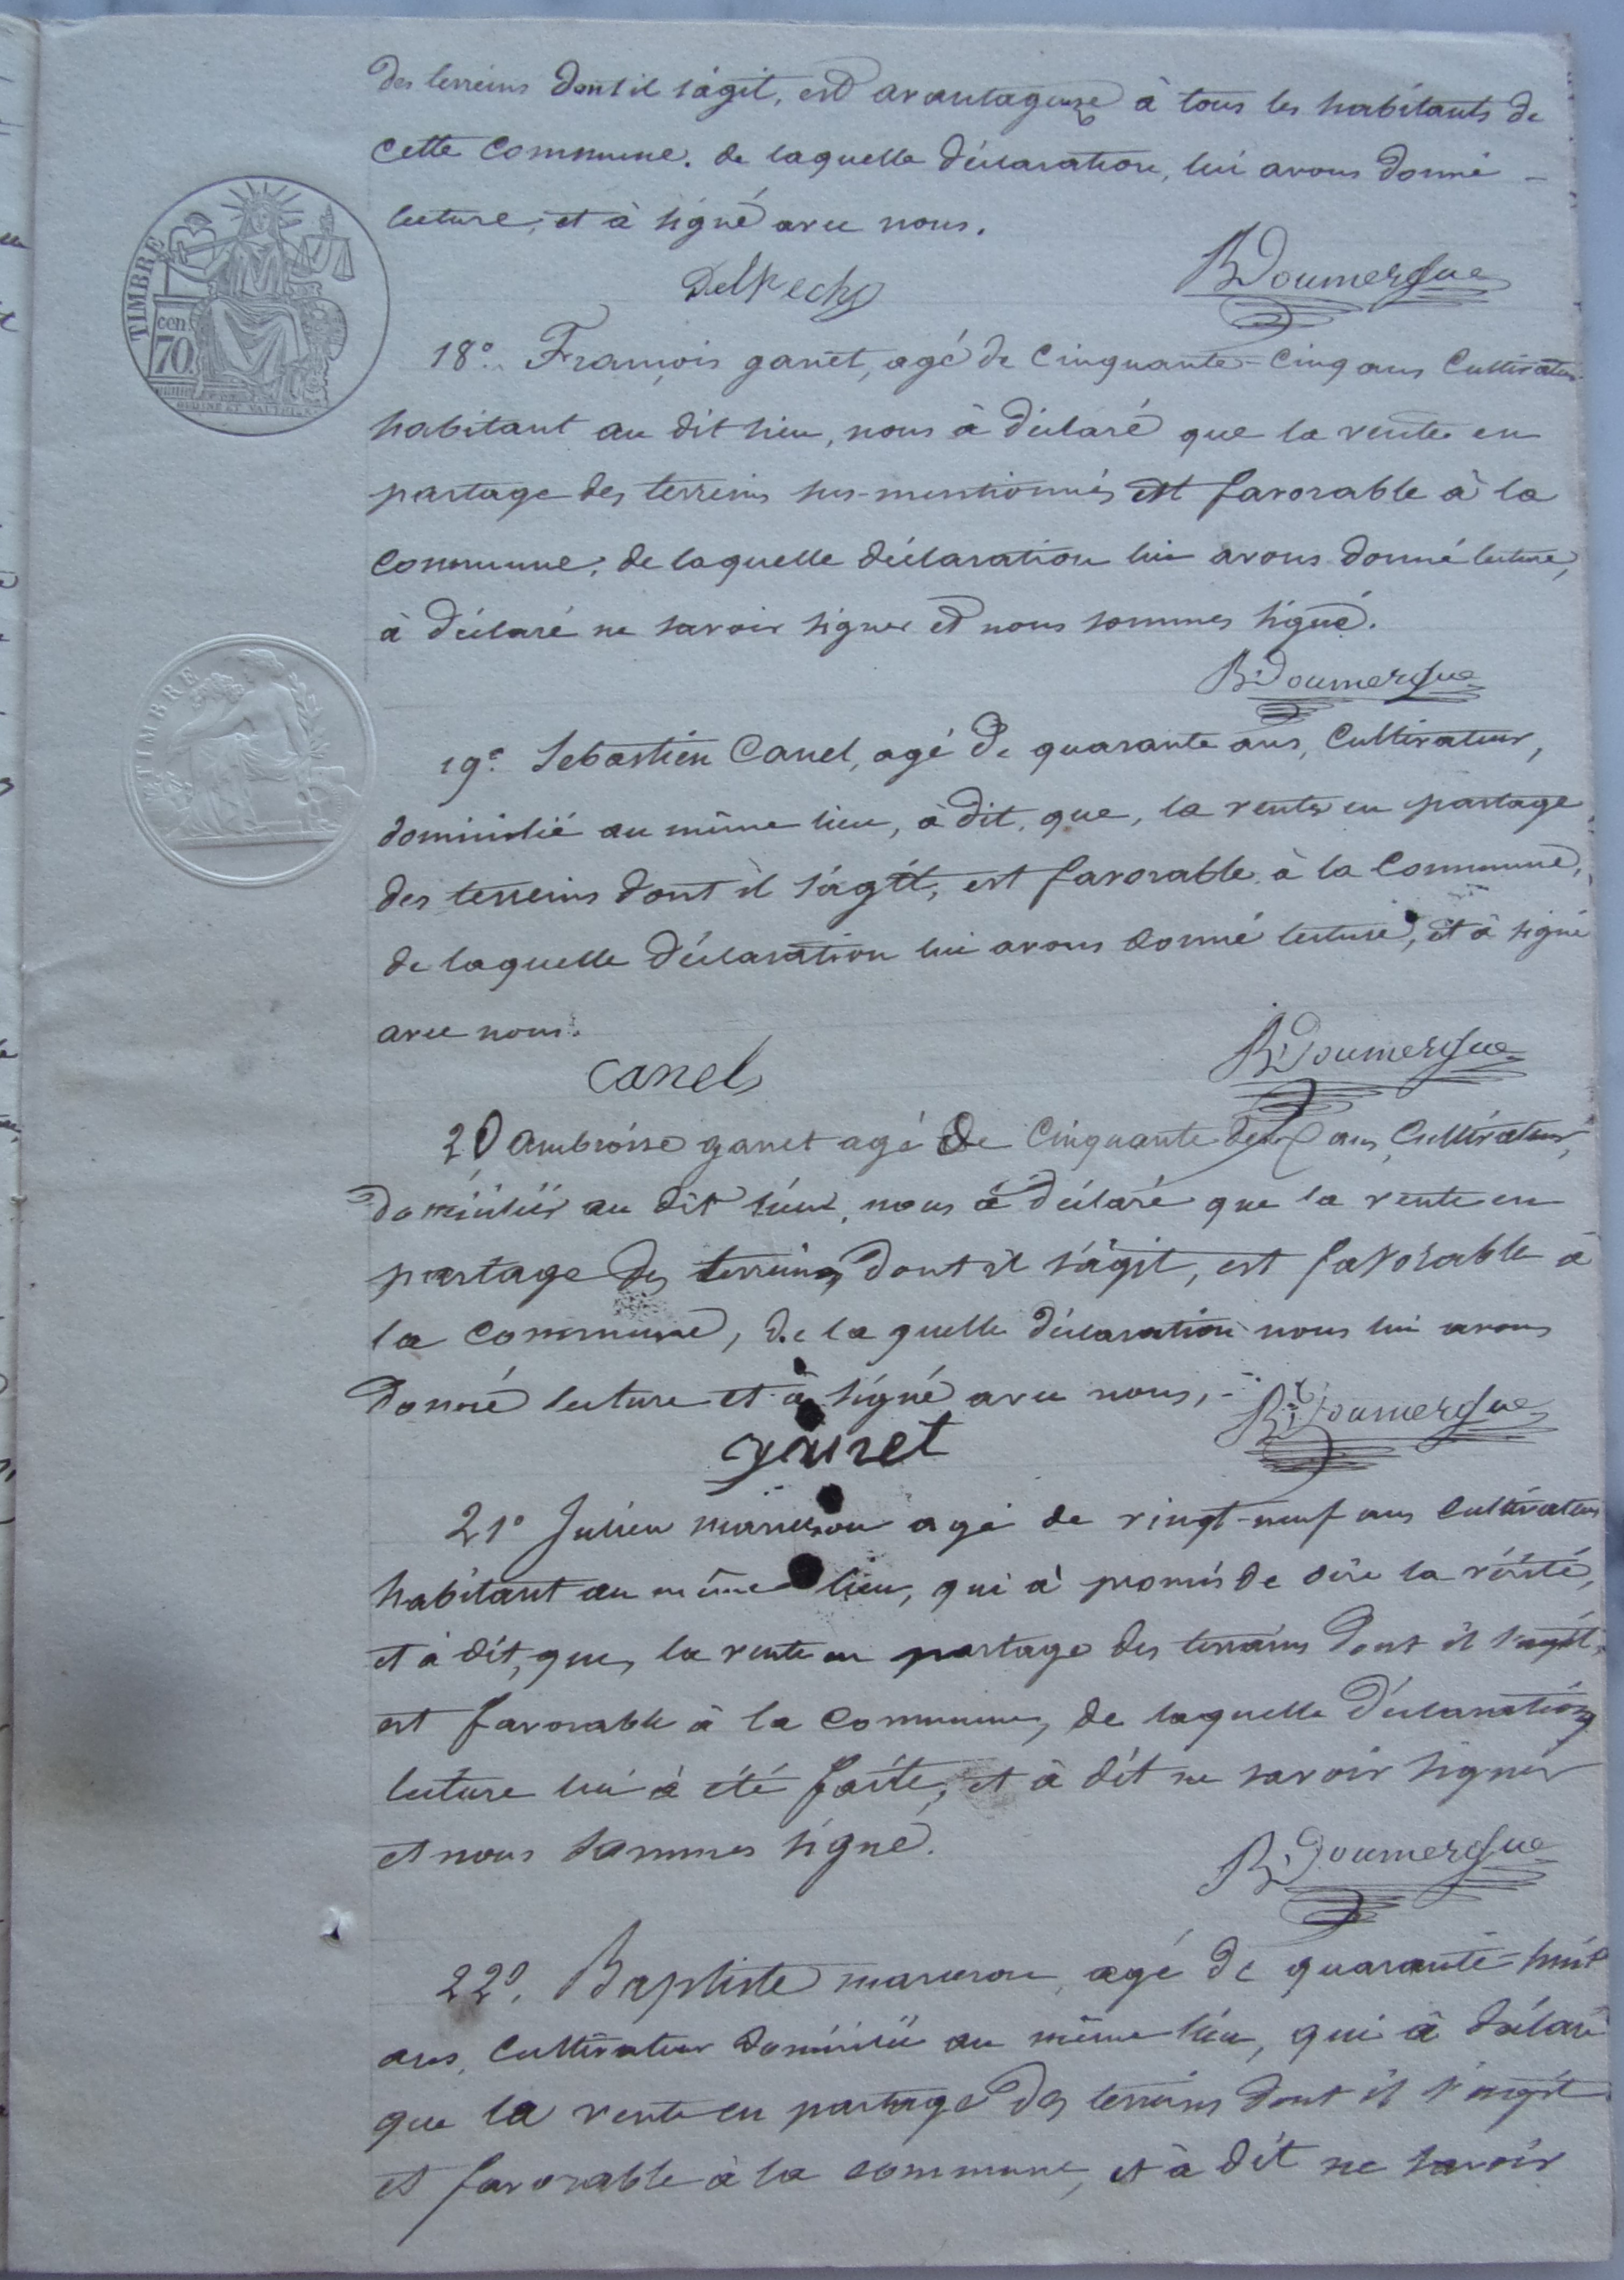 des terreins dont il s'agit, est avantageuse à tous les habitants de
cette commune. de laquelle déclaration, lui avons donné –
lecture, et à signé avec nous.
Delpech
B Doumergue
TIMBRE
cen.
70
18° François ganet, agé de cinquante-cinq ans cultivateur
habitant au dit lieu, nous à déclaré que la vente en
partage des terreins sus-mentionnés est favorable à la
commune, de laquelle déclaration lui avons donné lecture,
à déclaré ne savoir signer et nous sommes signé.
B. Doumergue
TIMBRE
19° Sebastien Canel, agé de quarante ans, cultivateur,
domicilié au même lieu, à dit, que, la vente en partage
des terreins dont il s'agit, est favorable à la commune,
de laquelle déclaration lui avons donné lecture, et à signé
avec nous.
Canel
B. Doumergue
20 ambroise ganet agé de cinquante deux ans, cultivateur,
domicilié au dit lieu, nous à déclaré que la vente en
partage des terreins dont il s'agit, est favorable à
la commune, de la quelle déclaration nous lui avons
donné lecture et à signé avec nous, –
B. Doumergue
ganet
21° Julien agé de vingt-neuf ans cultivateur
habitant au même lieu, qui à promis de dire la vérité,
et à dit, que, la vente en partage des terrains dont il s'agit,
est favorable à la commune, de laquelle déclaration
lecture lui à été faite, et à dit ne savoir signer
et nous sommes signé.
B. Doumergue
22°. Baptiste agé de quarante-huit
ans, cultivateur domicilié au même lieu, qui à déclaré
que la vente en partage des terreins dont il s'agit
est favorable à la commune, et à dit ne savoir